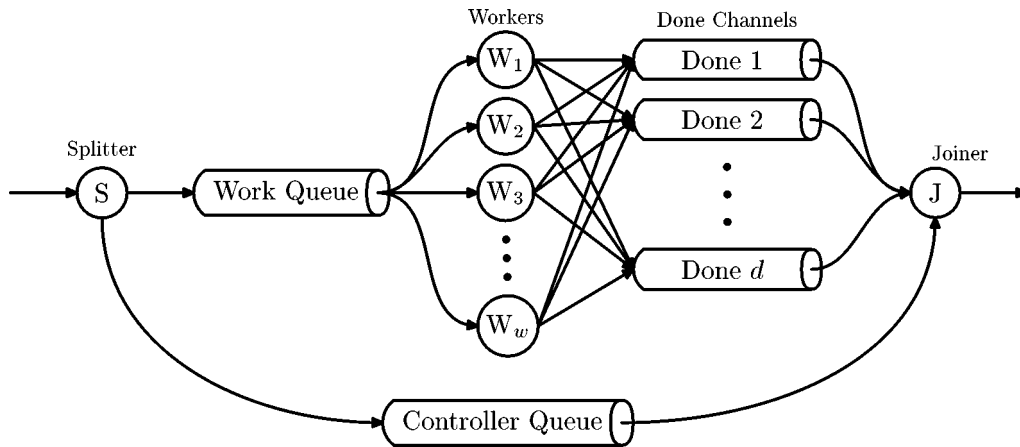 Workers
Done Channels
W1
Done 1
W2
Done 2
Splitter
Joiner
S
Work Queue
W3
J
Done d
Ww
Controller Queue